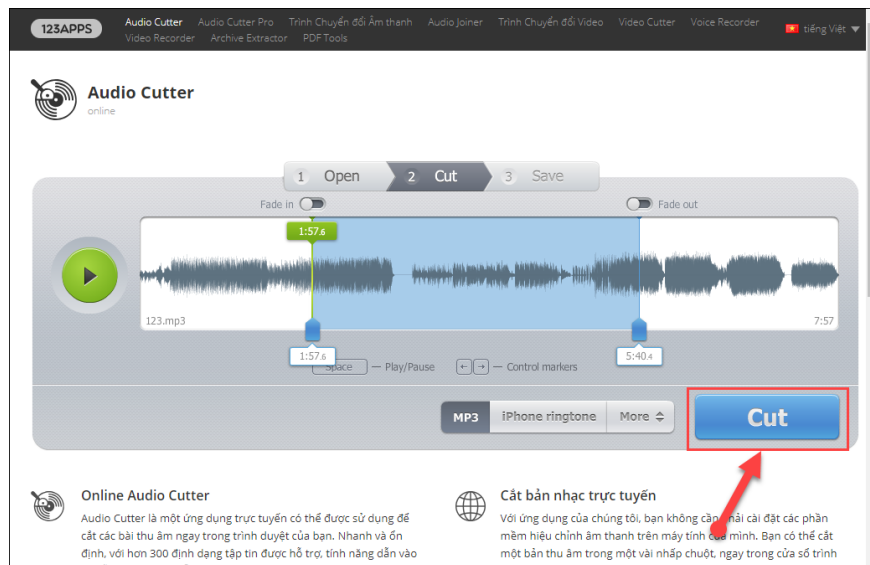 123APPS
Audio Cutter Audio Cutter Pro Trình Chuyển đổi Âm thanh Audio Joiner Trình Chuyển đổi Video Video Cutter Voice Recorder
Video Recorder Archive Extractor PDF Tools
tiếng Việt
Audio Cutter
online
1 Open 2 Cut 3 Save
Fade in Fade out
1:57.6
123.mp3 7:57
1:57.6 5:40.4
Space — Play/Pause ← → — Control markers
MP3 iPhone ringtone More Cut
Online Audio Cutter
Audio Cutter là một ứng dụng trực tuyến có thể được sử dụng để
cắt các bài thu âm ngay trong trình duyệt của bạn. Nhanh và ổn
định, với hơn 300 định dạng tập tin được hỗ trợ, tính năng dẫn vào
Cắt bản nhạc trực tuyến
Với ứng dụng của chúng tôi, bạn không cần phải cài đặt các phần
mềm hiệu chỉnh âm thanh trên máy tính của mình. Bạn có thể cắt
một bản thu âm trong một vài nhấp chuột, ngay trong cửa sổ trình